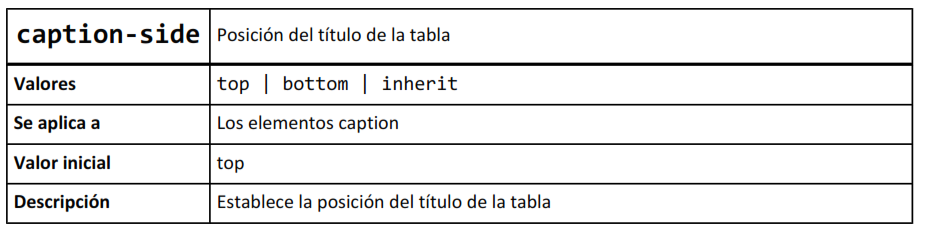 caption-side Posición del título de la tabla
Valores top | bottom | inherit
Se aplica a Los elementos caption
Valor inicial top
Descripción Establece la posición del título de la tabla